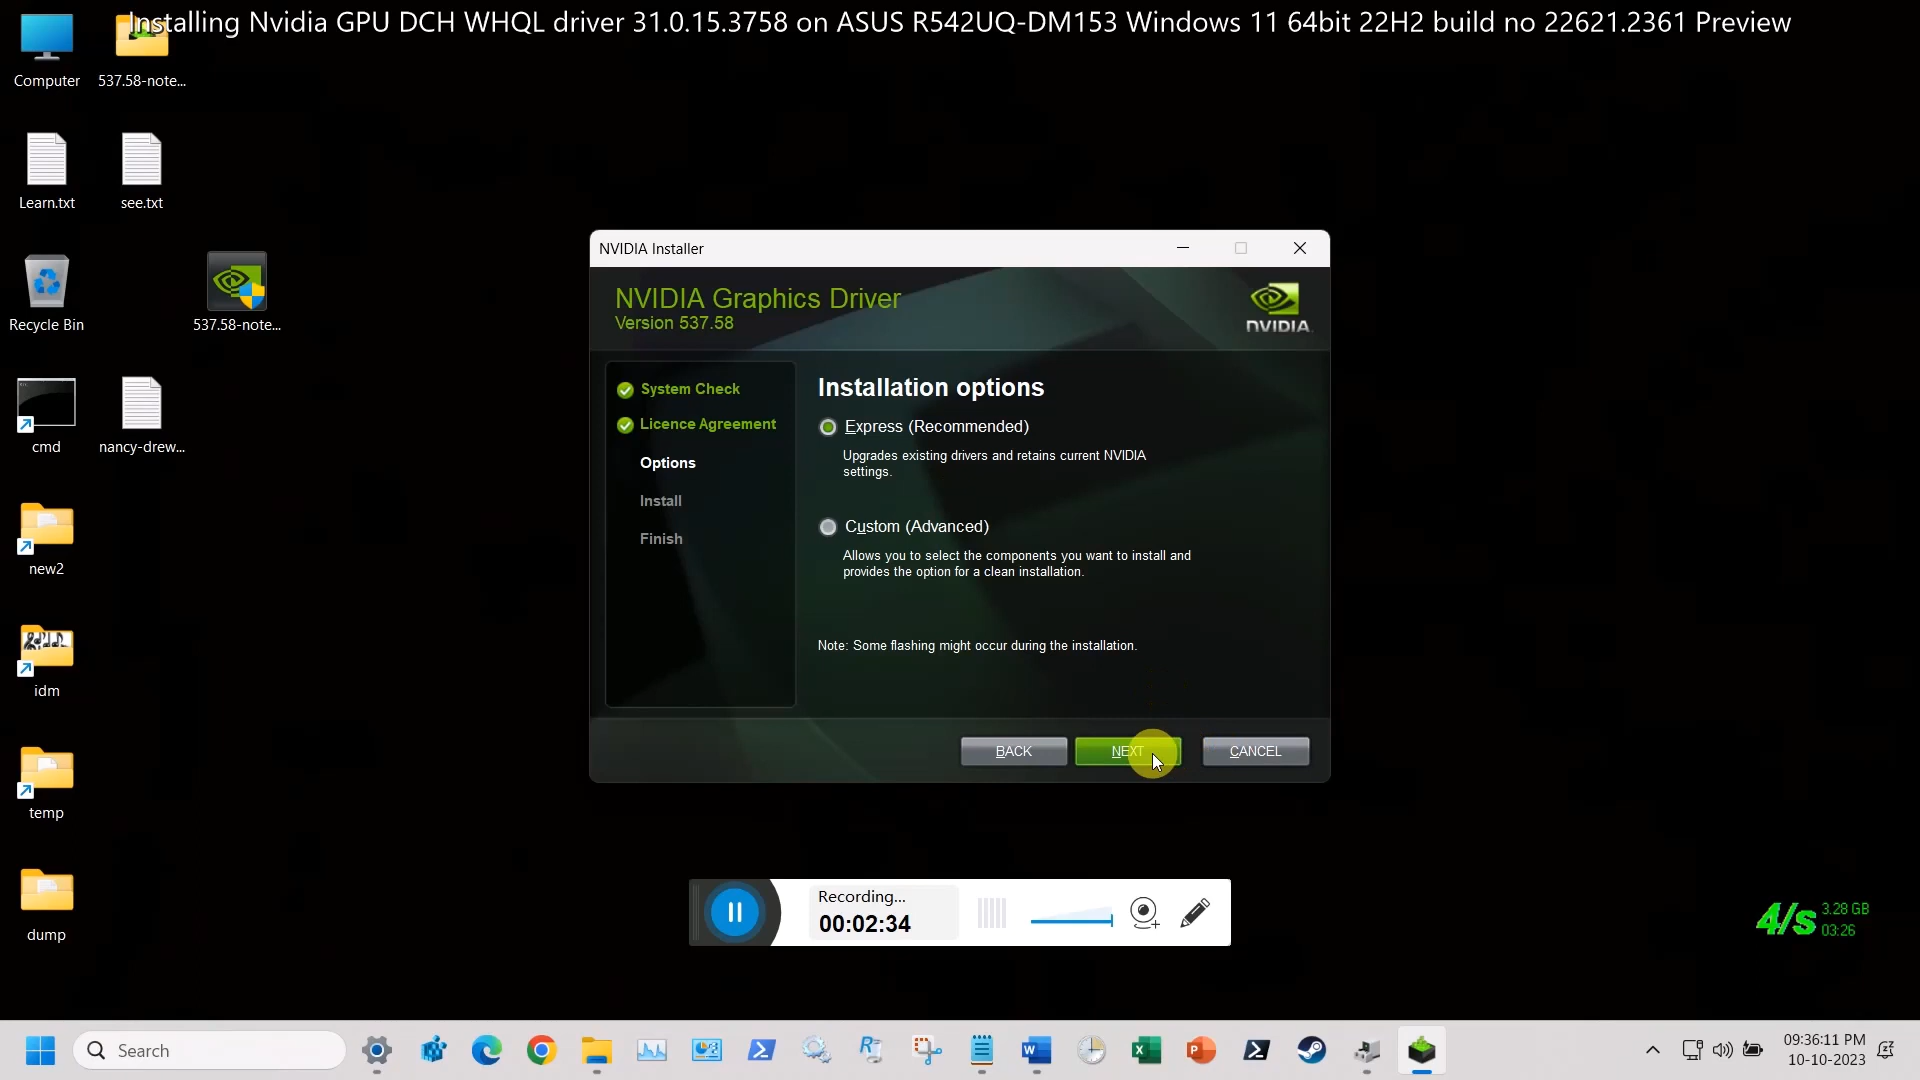 Installing Nvidia GPU DCH WHQL driver 31.0.15.3758 on ASUS R542UQ-DM153 Windows 11 64bit 22H2 build no 22621.2361 Preview
Computer
537.58-note...
Learn.txt
see.txt
Recycle Bin
537.58-note...
cmd
nancy-drew...
new2
idm
temp
dump
NVIDIA Installer
NVIDIA Graphics Driver
Version 537.58
NVIDIA
System Check
Licence Agreement
Options
Install
Finish
Installation options
Express (Recommended)
Upgrades existing drivers and retains current NVIDIA
settings.
Custom (Advanced)
Allows you to select the components you want to install and
provides the option for a clean installation.
Note: Some flashing might occur during the installation.
BACK
NEXT
CANCEL
Recording...
00:02:34
4/s
3.28 GB
03:26
Search
09:36:11 PM
10-10-2023